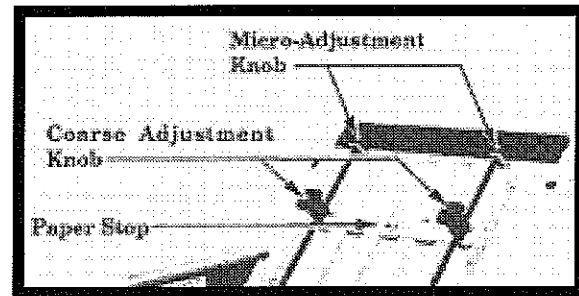 Micro-Adjustment
Knob
Coarse Adjustment
Knob
Paper Stop